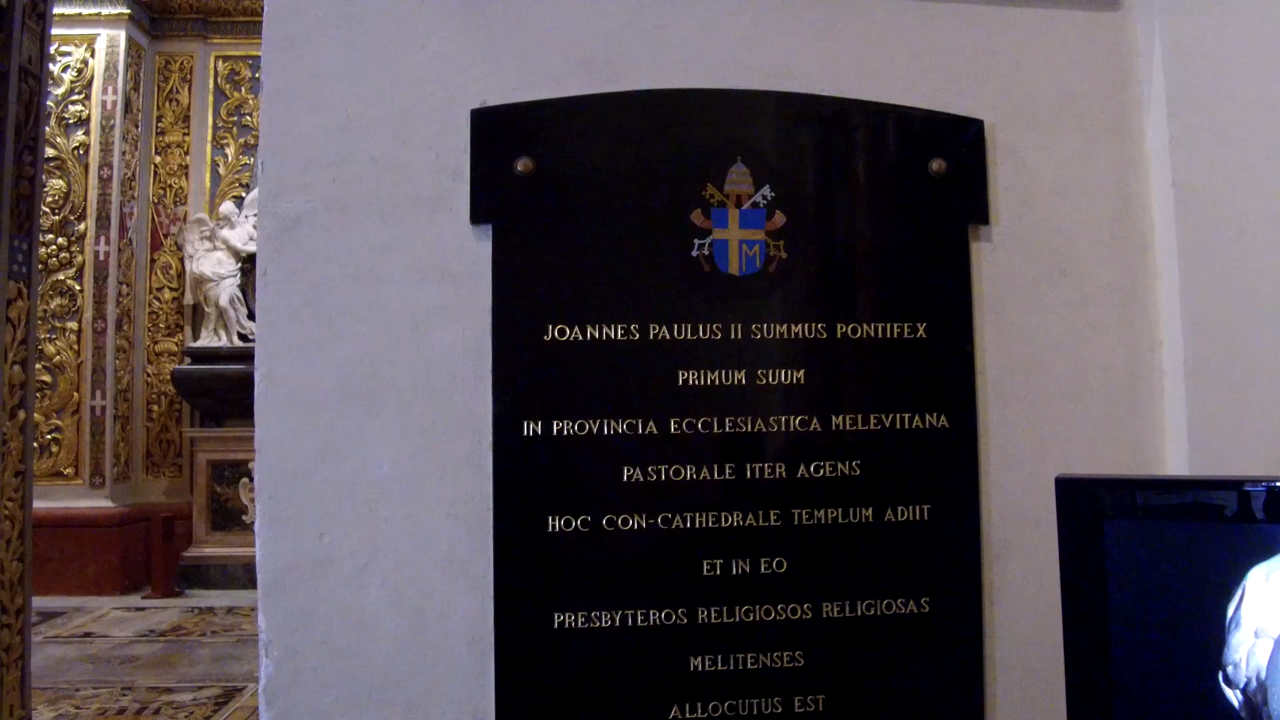 JOANNES PAULUS II SUMMUS PONTIFEX
PRIMUM SUUM
IN PROVINCIA ECCLESIASTICA MELEVITANA
PASTORALE ITER AGENS
HOC CON-CATHEDRALE TEMPLUM ADIIT
ET IN EO
PRESBYTEROS RELIGIOSOS RELIGIOSAS
MELITENSES
ALLOCUTUS EST